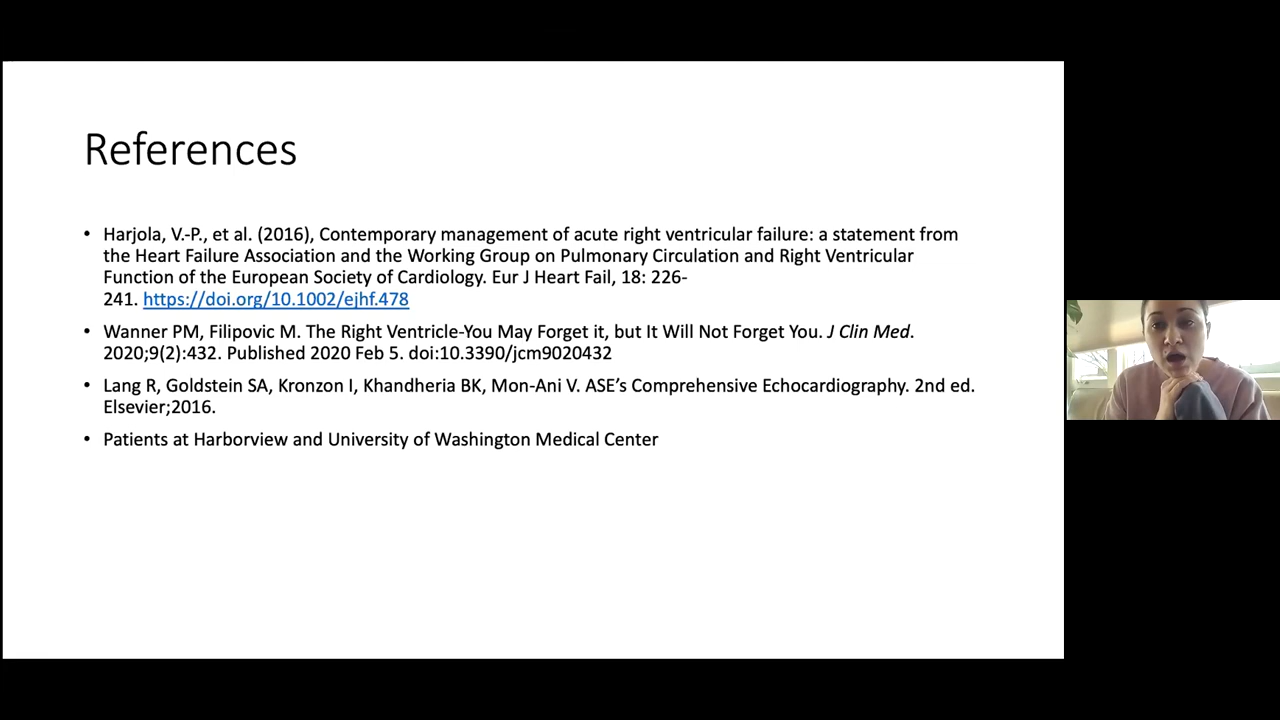 References
• Harjola, V.-P., et al. (2016), Contemporary management of acute right ventricular failure: a statement from
the Heart Failure Association and the Working Group on Pulmonary Circulation and Right Ventricular
Function of the European Society of Cardiology. Eur J Heart Fail, 18: 226-
241. https://doi.org/10.1002/ejhf.478
• Wanner PM, Filipovic M. The Right Ventricle-You May Forget it, but It Will Not Forget You. J Clin Med.
2020;9(2):432. Published 2020 Feb 5. doi:10.3390/jcm9020432
• Lang R, Goldstein SA, Kronzon I, Khandheria BK, Mon-Ani V. ASE's Comprehensive Echocardiography. 2nd ed.
Elsevier;2016.
• Patients at Harborview and University of Washington Medical Center